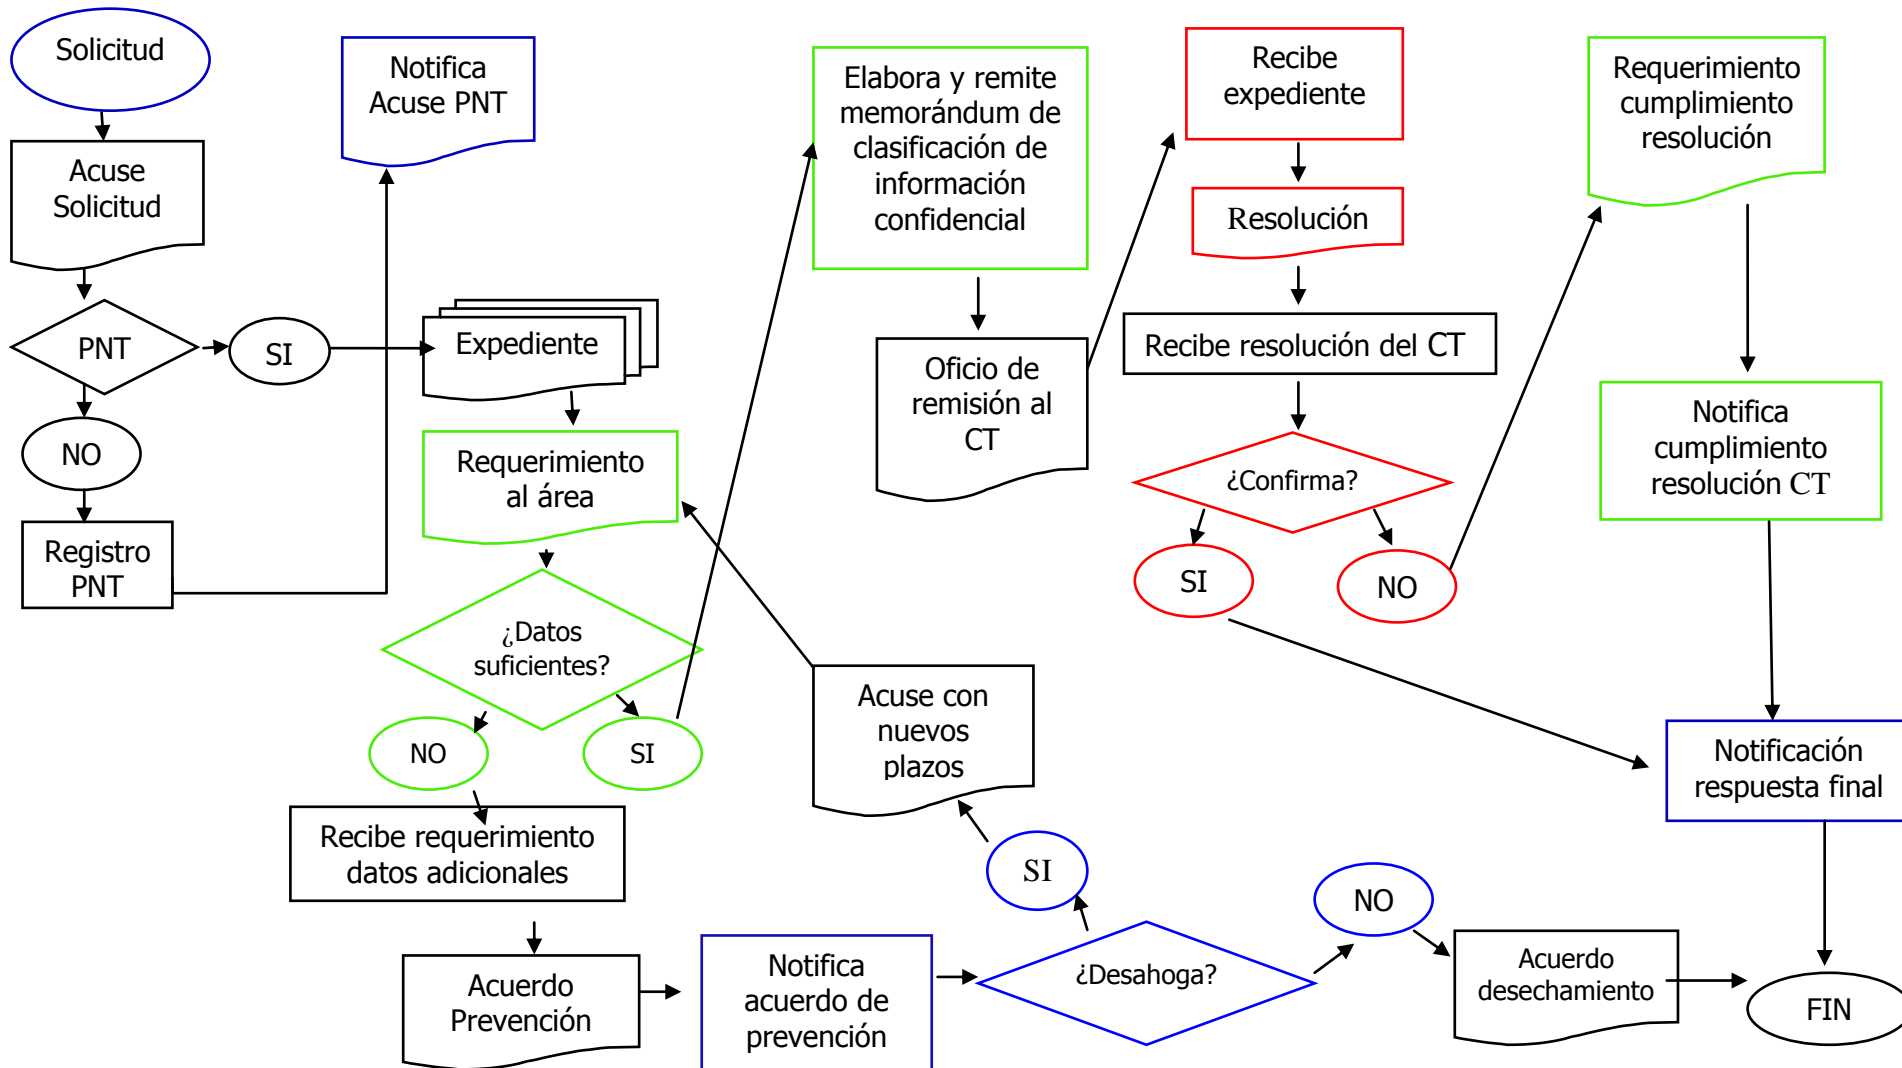 Solicitud
Acuse
Solicitud
PNT
SI
NO
Registro
PNT
Notifica
Acuse PNT
Expediente
Requerimiento
al área
¿Datos
suficientes?
NO
SI
Recibe requerimiento
datos adicionales
Acuerdo
Prevención
Notifica
acuerdo de
prevención
¿Desahoga?
SI
Acuse con
nuevos
plazos
NO
Acuerdo
desechamiento
Elabora y remite
memorándum de
clasificación de
información
confidencial
Oficio de
remisión al
CT
Recibe
expediente
Resolución
Recibe resolución del CT
¿Confirma?
SI
NO
Requerimiento
cumplimiento
resolución
Notifica
cumplimiento
resolución CT
Notificación
respuesta final
FIN